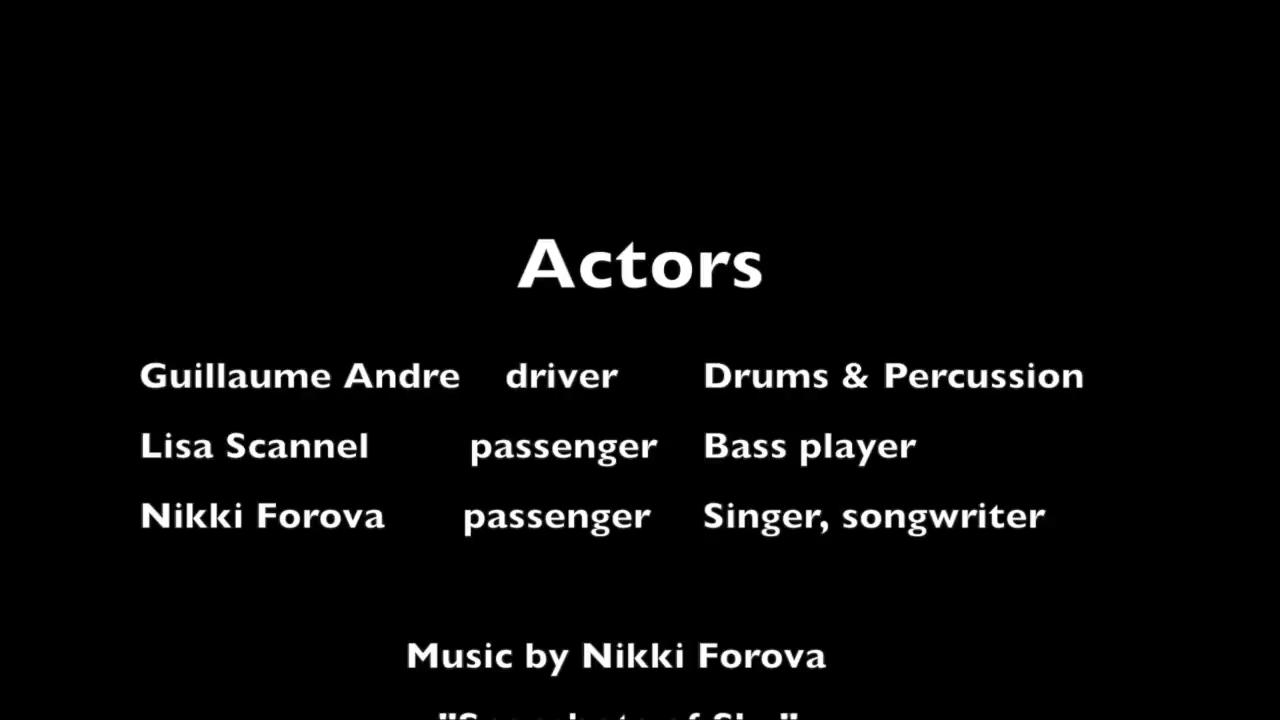 Actors
Guillaume Andre driver Drums & Percussion
Lisa Scannel passenger Bass player
Nikki Forova passenger Singer, songwriter
Music by Nikki Forova